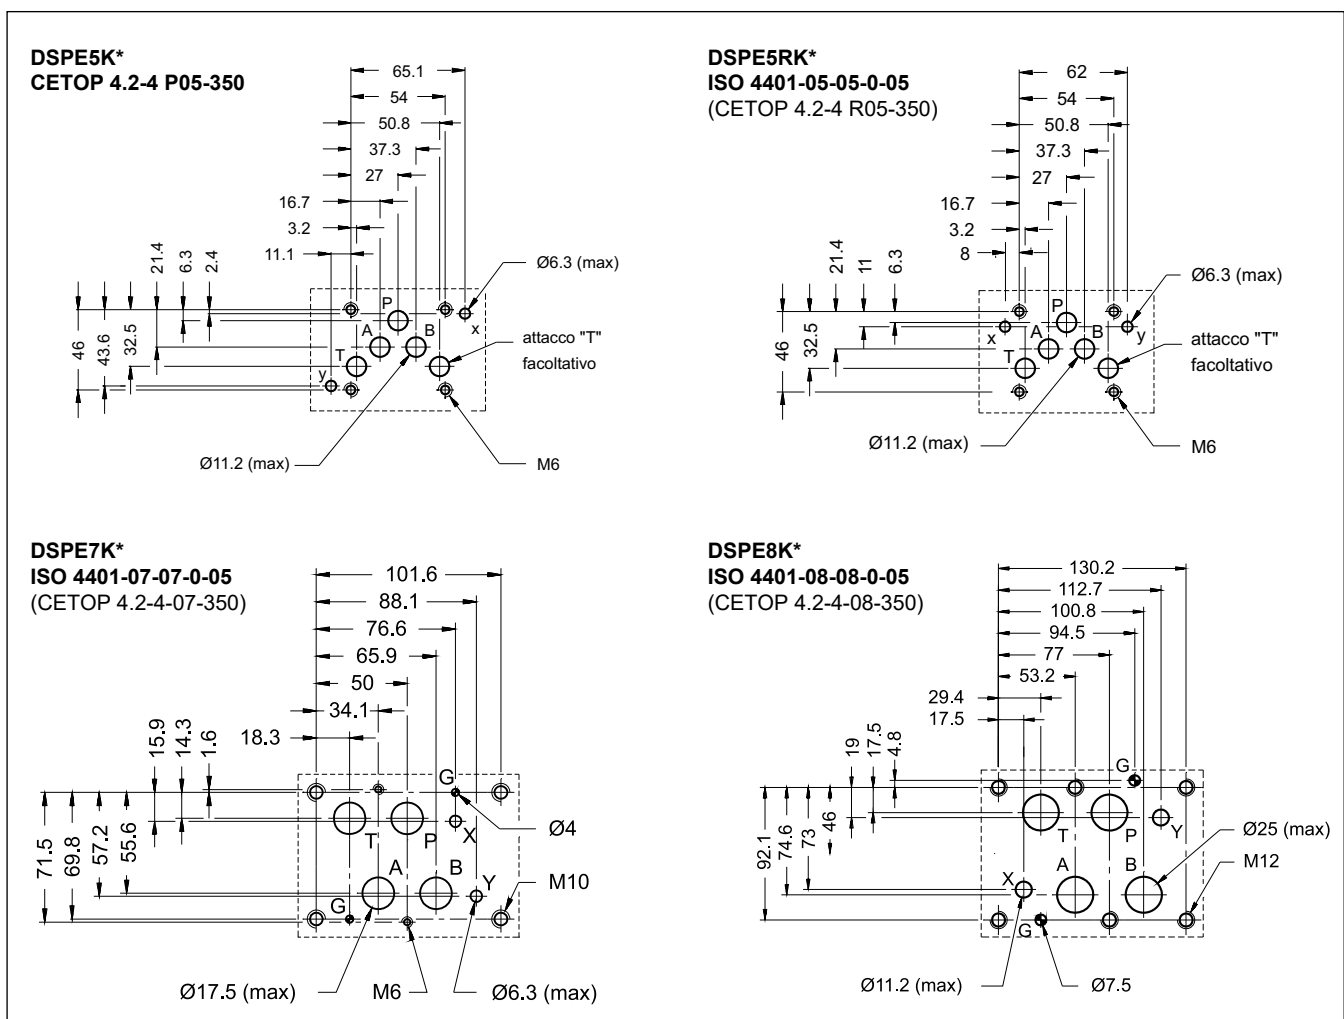 DSPE5K*
CETOP 4.2-4 P05-350
65.1
54
50.8
37.3
27
16.7
3.2
11.1
21.4
6.3
2.4
46
43.6
32.5
Ø6.3 (max)
P
A
B
T
x
y
attacco "T"
facoltativo
Ø11.2 (max)
M6
DSPE5RK*
ISO 4401-05-05-0-05
(CETOP 4.2-4 R05-350)
62
54
50.8
37.3
27
16.7
3.2
8
21.4
11
6.3
46
32.5
Ø6.3 (max)
P
A
B
T
x
y
attacco "T"
facoltativo
Ø11.2 (max)
M6
DSPE7K*
ISO 4401-07-07-0-05
(CETOP 4.2-4-07-350)
101.6
88.1
76.6
65.9
50
34.1
18.3
15.9
14.3
1.6
71.5
69.8
57.2
55.6
G
T
P
X
A
B
Y
G
Ø4
M10
Ø17.5 (max)
M6
Ø6.3 (max)
DSPE8K*
ISO 4401-08-08-0-05
(CETOP 4.2-4-08-350)
130.2
112.7
100.8
94.5
77
53.2
29.4
17.5
19
17.5
4.8
92.1
74.6
73
46
G
T
P
Y
A
B
X
G
Ø25 (max)
M12
Ø11.2 (max)
Ø7.5